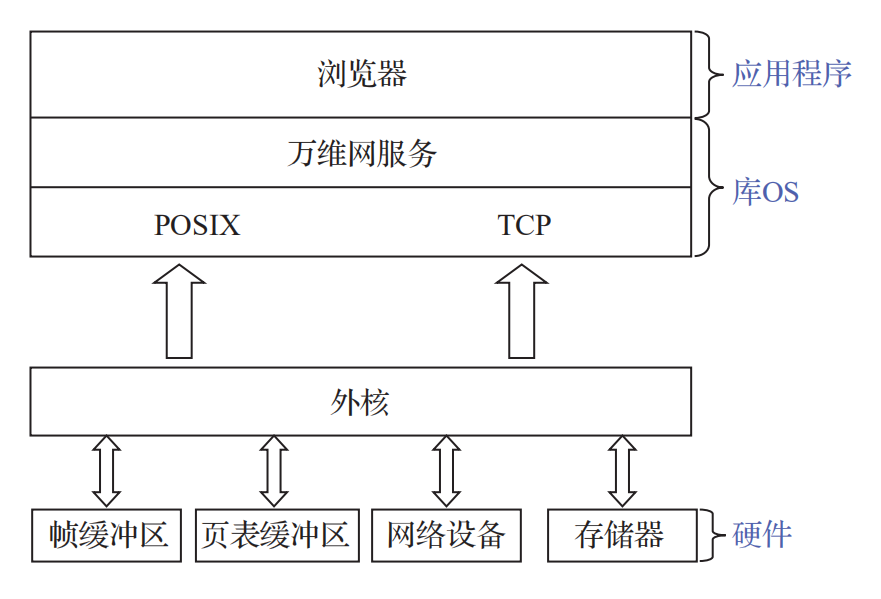 浏览器
应用程序
万维网服务
库OS
POSIX TCP
外核
帧缓冲区 页表缓冲区 网络设备 存储器 硬件